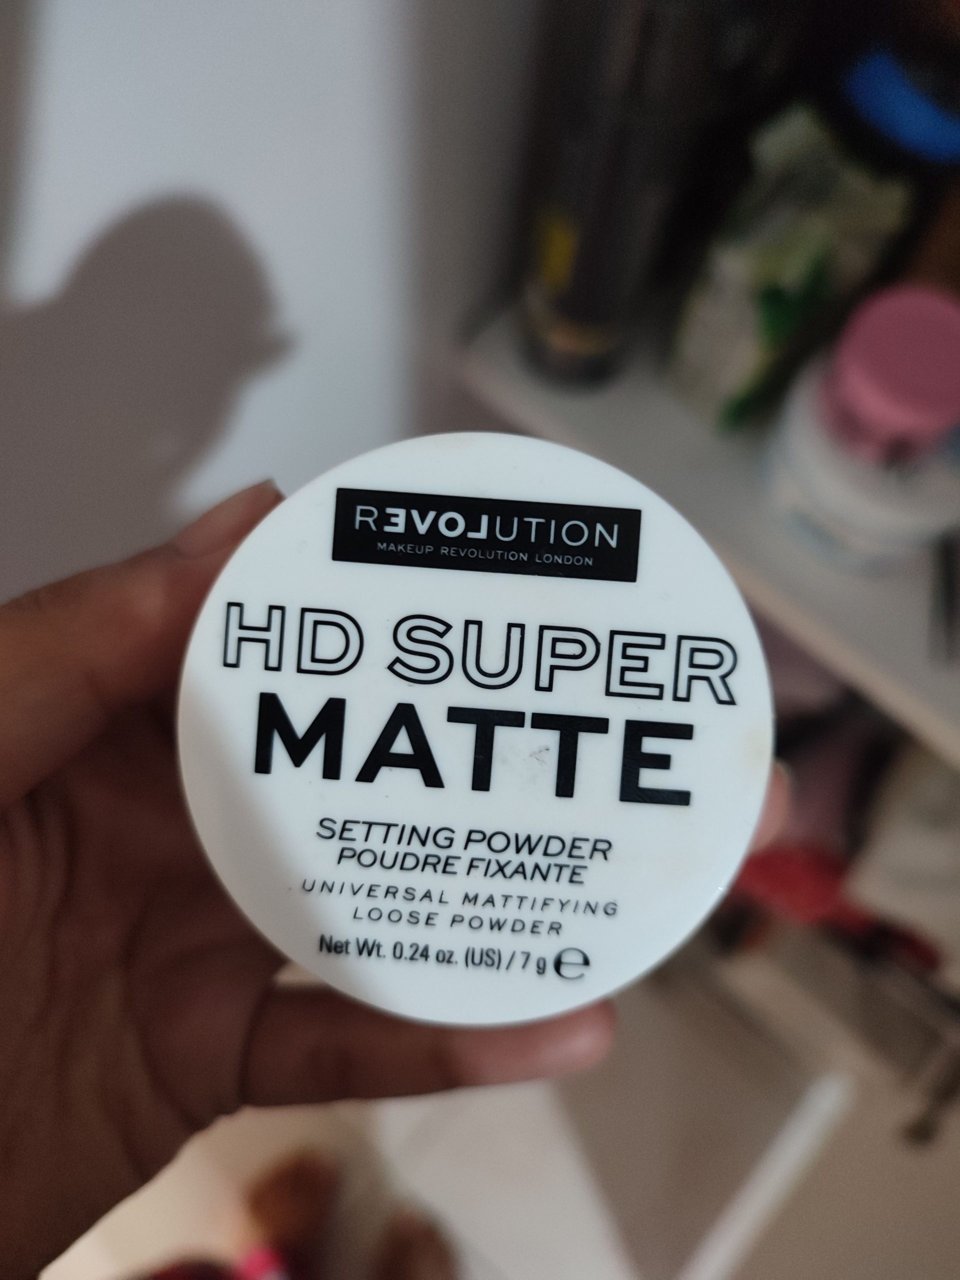 REVOLUTION
MAKEUP REVOLUTION LONDON
HD SUPER
MATTE
SETTING POWDER
POUDRE FIXANTE
UNIVERSAL MATTIFYING
LOOSE POWDER
Net Wt. 0.24 oz. (US) / 7 g ℮